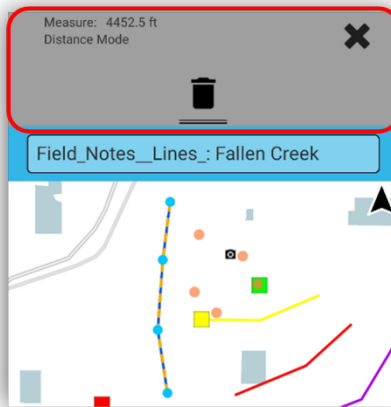 Measure: 4452.5 ft
Distance Mode
Field_Notes__Lines_: Fallen Creek